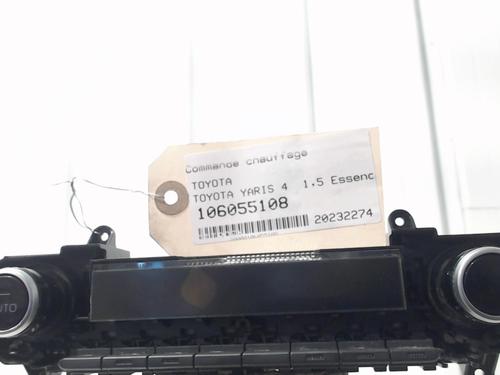 Commande chauffage
TOYOTA
TOYOTA YARIS 4 1.5 Essenc
106055108
20232274
UTO